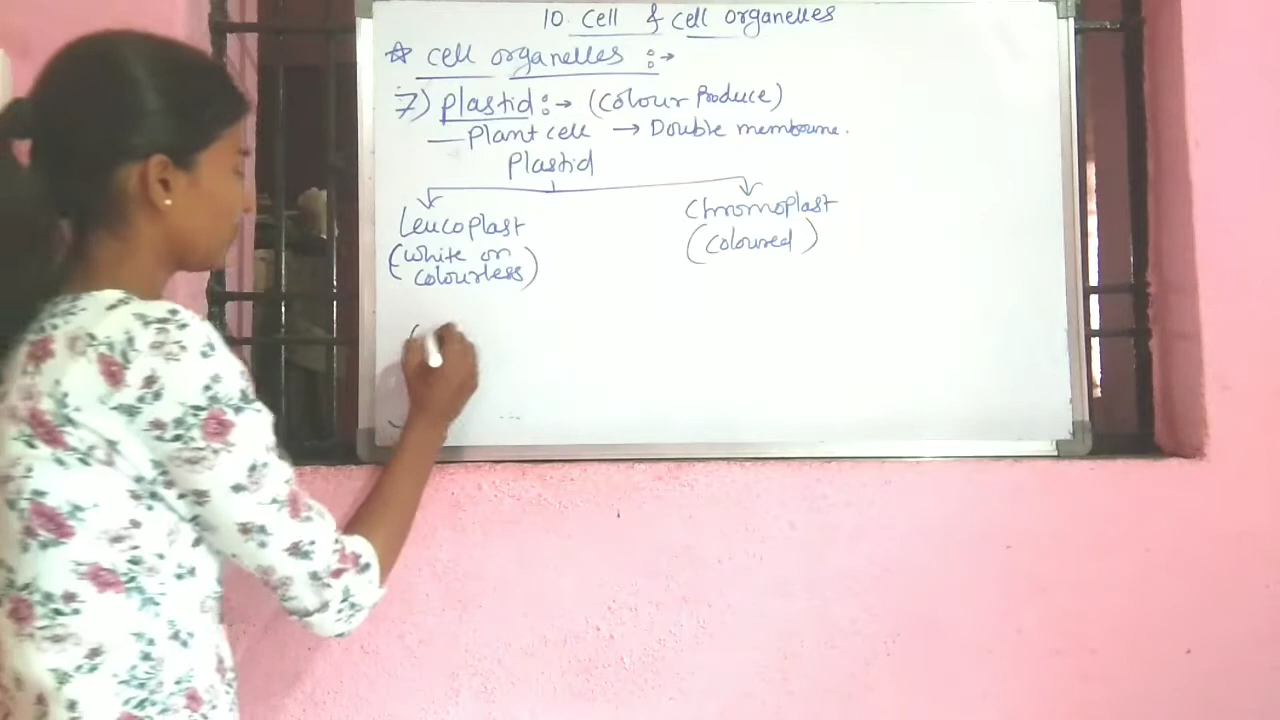 10. Cell & cell organelles
☆ cell organelles :→
7) Plastid :→ (Colour Produce)
— Plant cell → Double membrane.
Plastid
Leucoplast
(White or colourless)
Chromoplast
(Coloured)